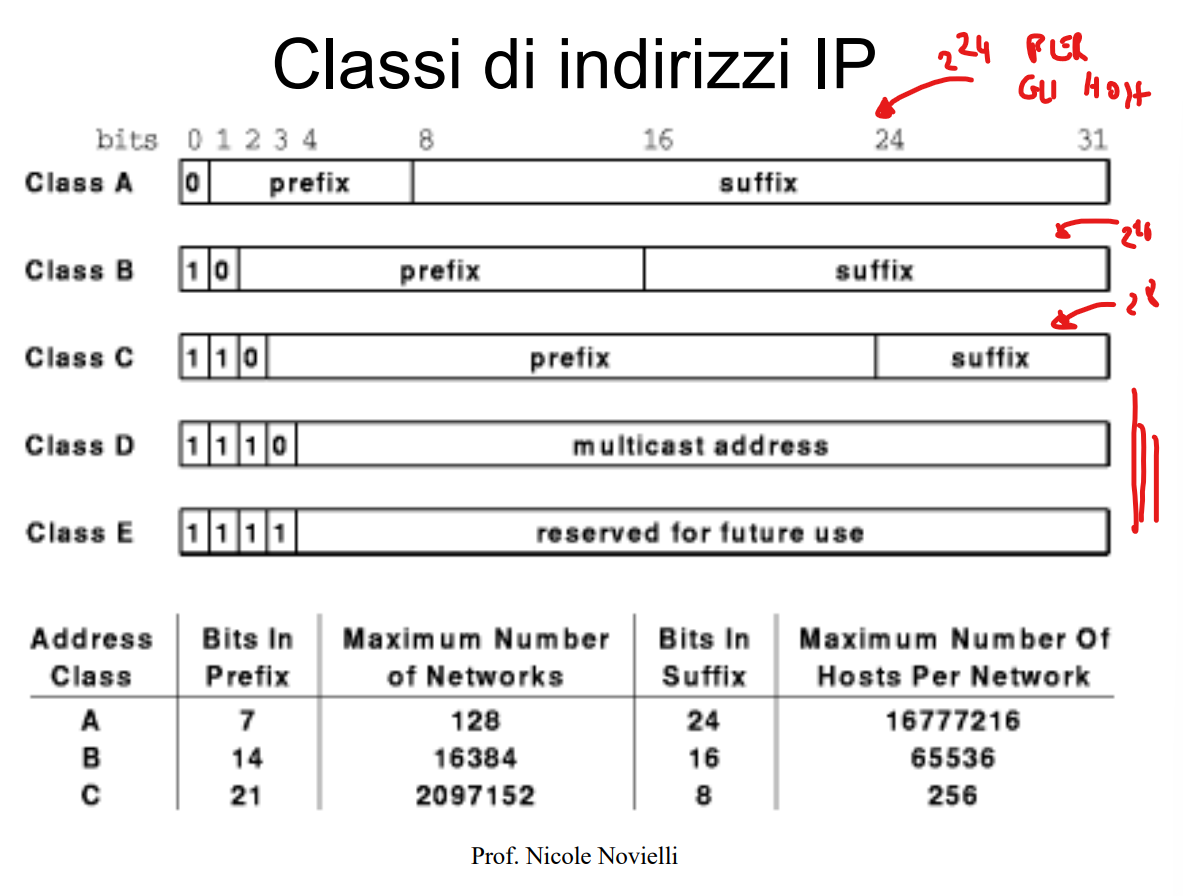 Classi di indirizzi IP
2^24 PER
GLI HOST
bits 0 1 2 3 4 8 16 24 31
Class A 0 prefix suffix
2^16
Class B 1 0 prefix suffix
2^8
Class C 1 1 0 prefix suffix
Class D 1 1 1 0 multicast address
Class E 1 1 1 1 reserved for future use
Address Bits In Maximum Number Bits In Maximum Number Of
Class Prefix of Networks Suffix Hosts Per Network
A 7 128 24 16777216
B 14 16384 16 65536
C 21 2097152 8 256
Prof. Nicole Novielli